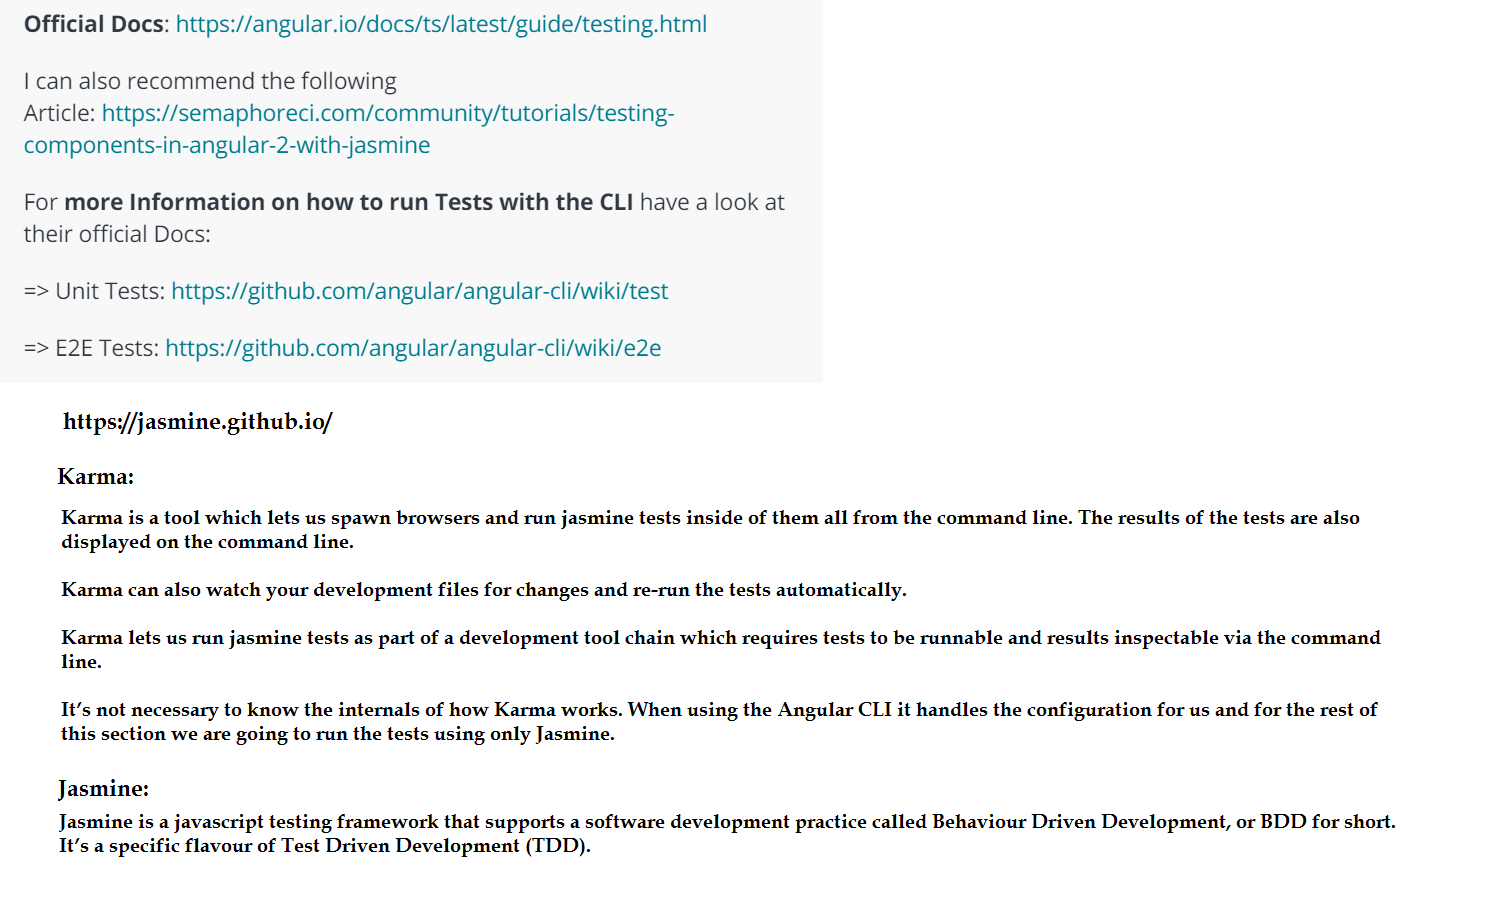 Official Docs: https://angular.io/docs/ts/latest/guide/testing.html
I can also recommend the following
Article: https://semaphoreci.com/community/tutorials/testing-
components-in-angular-2-with-jasmine
For more Information on how to run Tests with the CLI have a look at
their official Docs:
=> Unit Tests: https://github.com/angular/angular-cli/wiki/test
=> E2E Tests: https://github.com/angular/angular-cli/wiki/e2e
https://jasmine.github.io/
Karma:
Karma is a tool which lets us spawn browsers and run jasmine tests inside of them all from the command line. The results of the tests are also
displayed on the command line.
Karma can also watch your development files for changes and re-run the tests automatically.
Karma lets us run jasmine tests as part of a development tool chain which requires tests to be runnable and results inspectable via the command
line.
It’s not necessary to know the internals of how Karma works. When using the Angular CLI it handles the configuration for us and for the rest of
this section we are going to run the tests using only Jasmine.
Jasmine:
Jasmine is a javascript testing framework that supports a software development practice called Behaviour Driven Development, or BDD for short.
It’s a specific flavour of Test Driven Development (TDD).